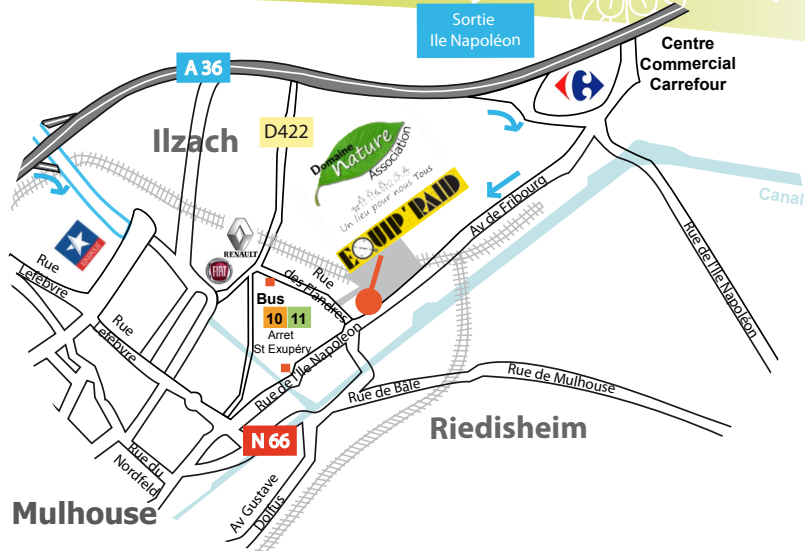 Sortie
Ile Napoléon
Centre
Commercial
Carrefour
A 36
Ilzach
D422
Domaine
Nature
Association
Un lieu pour nous Tous
EQUIP'RAID
Canal
Av de Fribourg
Rue de l'Ile Napoléon
RENAULT
FIAT
Rue
Lefebvre
Rue
des Flandres
Bus
10 11
Arret
St Exupéry
Rue
Lefebvre
Rue de l'Ile Napoléon
Rue de Bâle
Rue de Mulhouse
Riedisheim
N 66
Rue du
Nordfeld
Av Gustave
Dolfus
Mulhouse